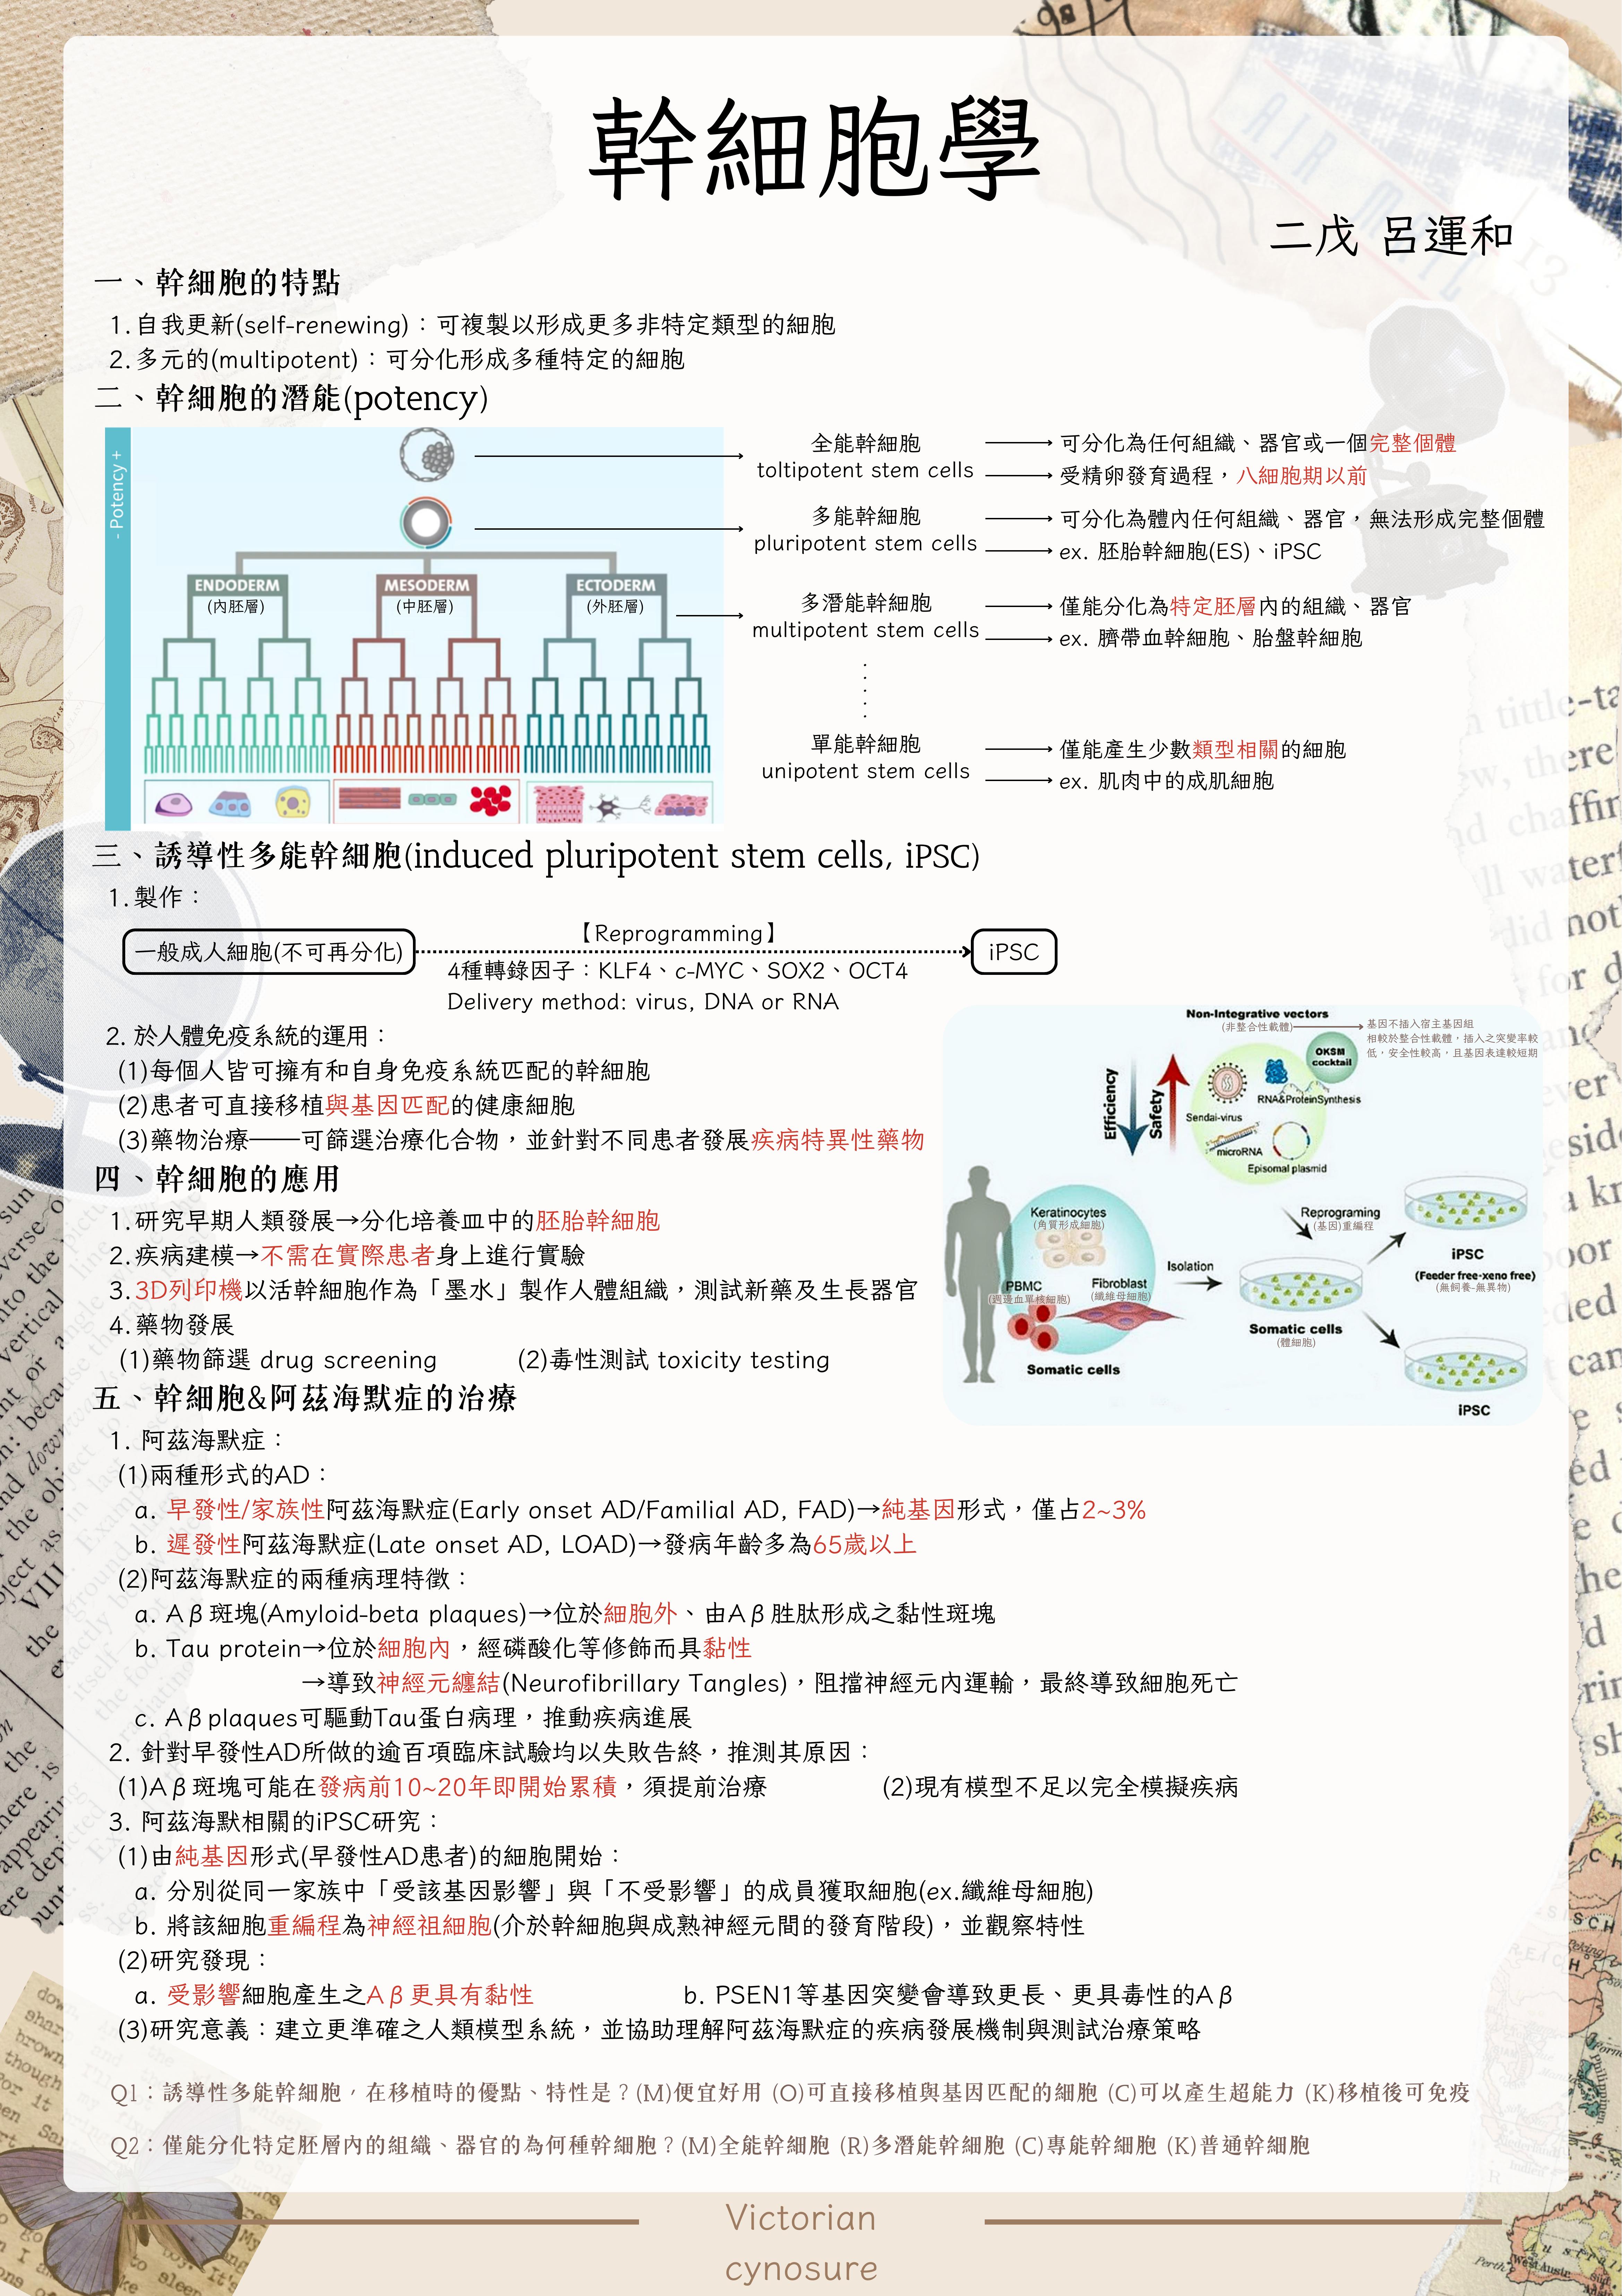 幹細胞學
二戊 呂運和
一、幹細胞的特點
1.自我更新(self-renewing)：可複製以形成更多非特定類型的細胞
2.多元的(multipotent)：可分化形成多種特定的細胞
二、幹細胞的潛能(potency)
- Potency +
ENDODERM
(內胚層)
MESODERM
(中胚層)
ECTODERM
(外胚層)
全能幹細胞
toltipotent stem cells
可分化為任何組織、器官或一個完整個體
受精卵發育過程，八細胞期以前
多能幹細胞
pluripotent stem cells
可分化為體內任何組織、器官，無法形成完整個體
ex. 胚胎幹細胞(ES)、iPSC
多潛能幹細胞
multipotent stem cells
僅能分化為特定胚層內的組織、器官
ex. 臍帶血幹細胞、胎盤幹細胞
單能幹細胞
unipotent stem cells
僅能產生少數類型相關的細胞
ex. 肌肉中的成肌細胞
三、誘導性多能幹細胞(induced pluripotent stem cells, iPSC)
1.製作：
一般成人細胞(不可再分化)
【Reprogramming】
iPSC
4種轉錄因子：KLF4、c-MYC、SOX2、OCT4
Delivery method: virus, DNA or RNA
2. 於人體免疫系統的運用：
(1)每個人皆可擁有和自身免疫系統匹配的幹細胞
(2)患者可直接移植與基因匹配的健康細胞
(3)藥物治療——可篩選治療化合物，並針對不同患者發展疾病特異性藥物
Non-Integrative vectors
(非整合性載體)
基因不插入宿主基因組
相較於整合性載體，插入之突變率較
低，安全性較高，且基因表達較短期
OKSM
cocktail
Efficiency
Safety
RNA&ProteinSynthesis
Sendai-virus
microRNA
Episomal plasmid
Keratinocytes
(角質形成細胞)
PBMC
(週邊血單核細胞)
Fibroblast
(纖維母細胞)
Somatic cells
Isolation
Somatic cells
(體細胞)
Reprograming
(基因)重編程
iPSC
(Feeder free-xeno free)
(無飼養-無異物)
iPSC
四、幹細胞的應用
1.研究早期人類發展→分化培養皿中的胚胎幹細胞
2.疾病建模→不需在實際患者身上進行實驗
3.3D列印機以活幹細胞作為「墨水」製作人體組織，測試新藥及生長器官
4.藥物發展
(1)藥物篩選 drug screening (2)毒性測試 toxicity testing
五、幹細胞&阿茲海默症的治療
1. 阿茲海默症：
(1)兩種形式的AD：
a. 早發性/家族性阿茲海默症(Early onset AD/Familial AD, FAD)→純基因形式，僅占2~3%
b. 遲發性阿茲海默症(Late onset AD, LOAD)→發病年齡多為65歲以上
(2)阿茲海默症的兩種病理特徵：
a. Aβ斑塊(Amyloid-beta plaques)→位於細胞外、由Aβ胜肽形成之黏性斑塊
b. Tau protein→位於細胞內，經磷酸化等修飾而具黏性
→導致神經元纏結(Neurofibrillary Tangles)，阻擋神經元內運輸，最終導致細胞死亡
c. Aβplaques可驅動Tau蛋白病理，推動疾病進展
2. 針對早發性AD所做的逾百項臨床試驗均以失敗告終，推測其原因：
(1)Aβ斑塊可能在發病前10~20年即開始累積，須提前治療 (2)現有模型不足以完全模擬疾病
3. 阿茲海默相關的iPSC研究：
(1)由純基因形式(早發性AD患者)的細胞開始：
a. 分別從同一家族中「受該基因影響」與「不受影響」的成員獲取細胞(ex.纖維母細胞)
b. 將該細胞重編程為神經祖細胞(介於幹細胞與成熟神經元間的發育階段)，並觀察特性
(2)研究發現：
a. 受影響細胞產生之Aβ更具有黏性 b. PSEN1等基因突變會導致更長、更具毒性的Aβ
(3)研究意義：建立更準確之人類模型系統，並協助理解阿茲海默症的疾病發展機制與測試治療策略
Q1：誘導性多能幹細胞，在移植時的優點、特性是？(M)便宜好用 (O)可直接移植與基因匹配的細胞 (C)可以產生超能力 (K)移植後可免疫
Q2：僅能分化特定胚層內的組織、器官的為何種幹細胞？(M)全能幹細胞 (R)多潛能幹細胞 (C)專能幹細胞 (K)普通幹細胞
Victorian
cynosure